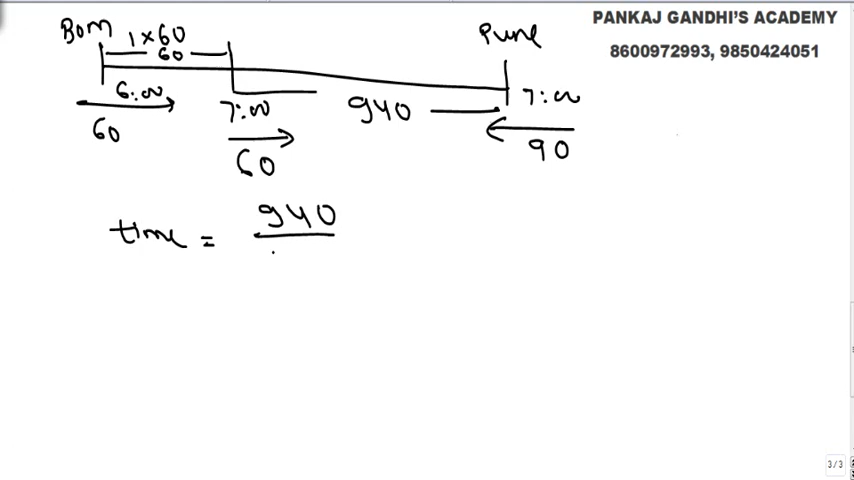 PANKAJ GANDHI'S ACADEMY
8600972993, 9850424051
Bom
1×60
60
Pune
6:00
7:00
940
7:00
60
60
90
time = 940
3/3